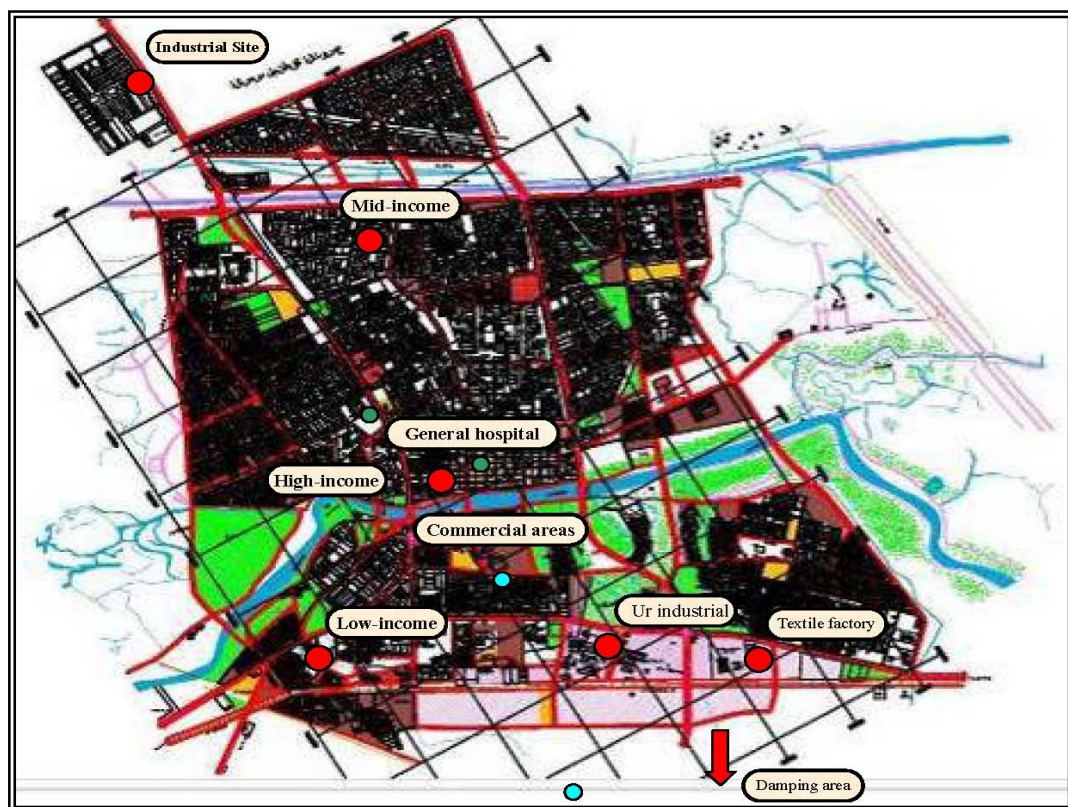 Industrial Site
Mid-income
General hospital
High-income
Commercial areas
Low-income
Ur industrial
Textile factory
Damping area